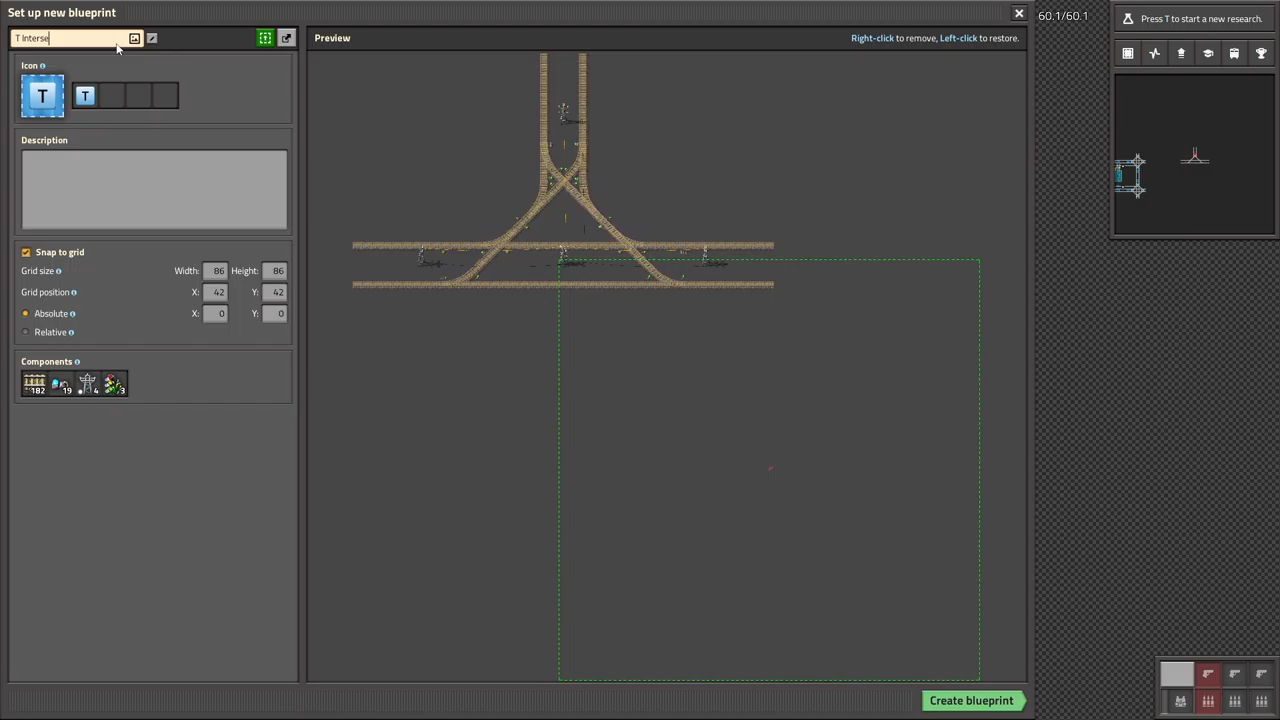 Set up new blueprint
60.1/60.1
Press T to start a new research.
T Interse
Preview
Right-click to remove, Left-click to restore.
Icon
T
T
Description
Snap to grid
Grid size
Width: 86 Height: 86
Grid position
X: 42 Y: 42
Absolute
X: 0 Y: 0
Relative
Components
182 19 4 3
Create blueprint